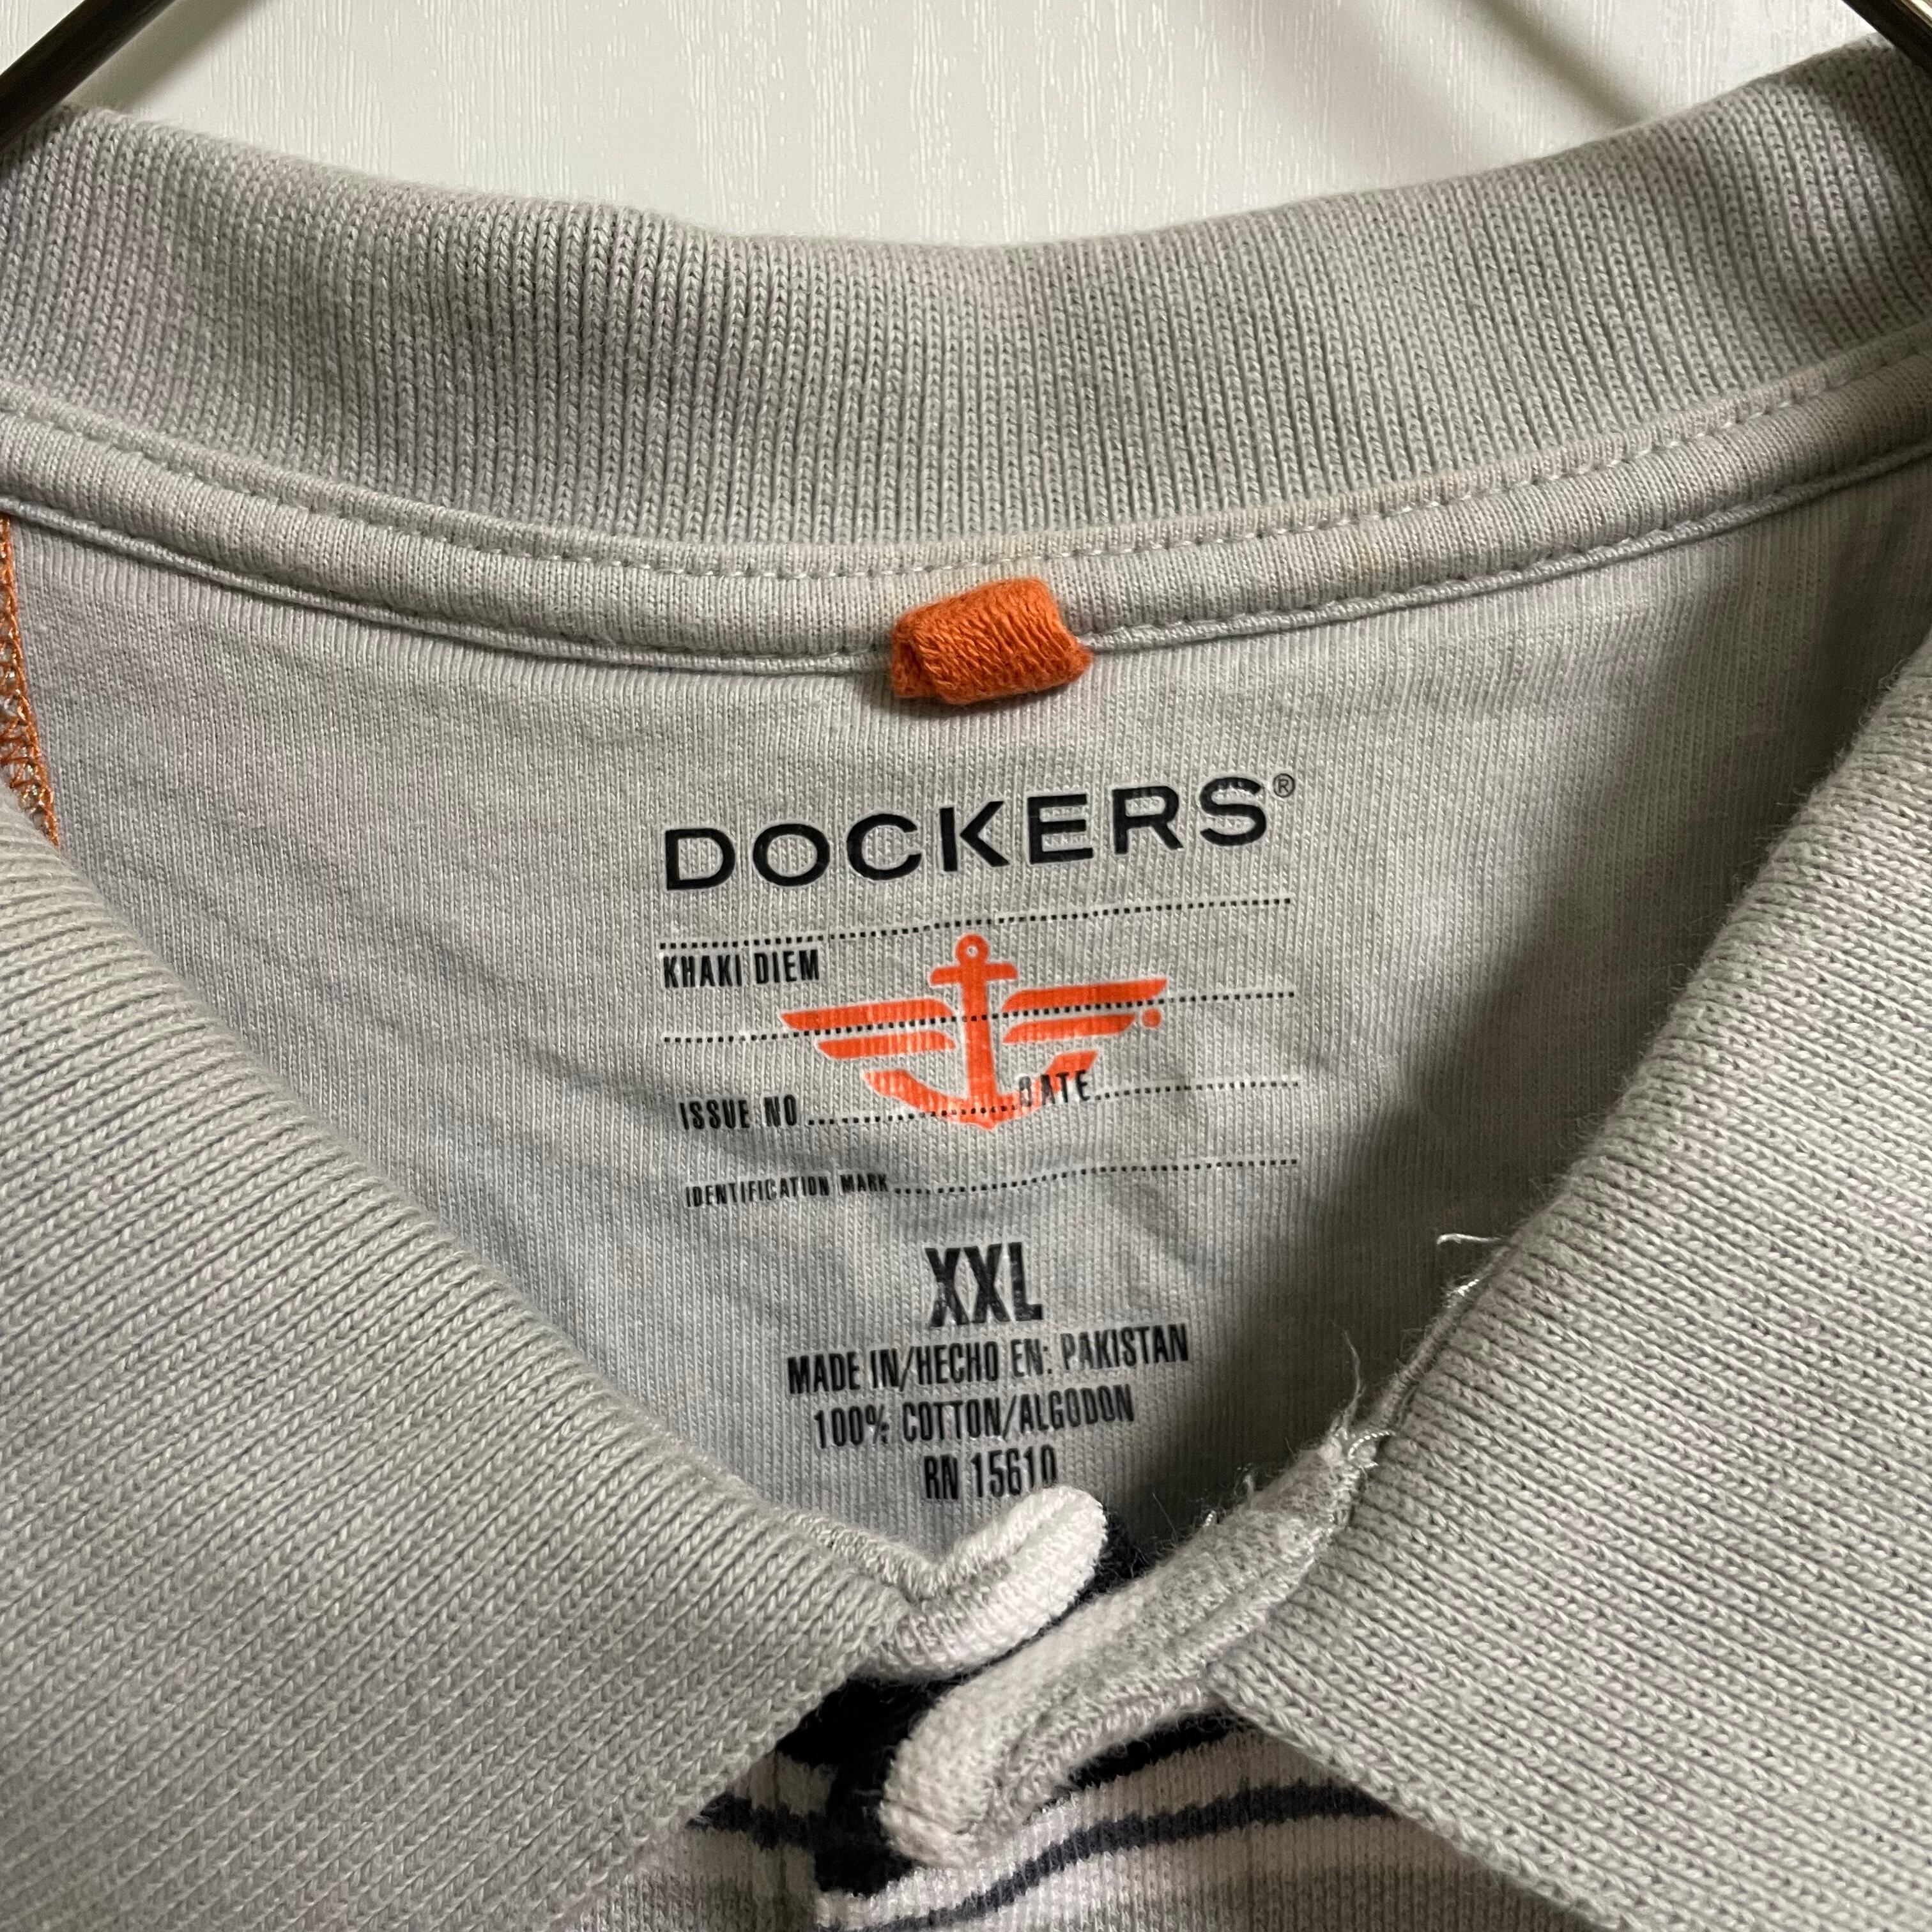 DOCKERS®
KHAKI DIEM
ISSUE NO.............................DATE..........................
IDENTIFICATION MARK..........................................
XXL
MADE IN/HECHO EN: PAKISTAN
100% COTTON/ALGODON
RN 15610